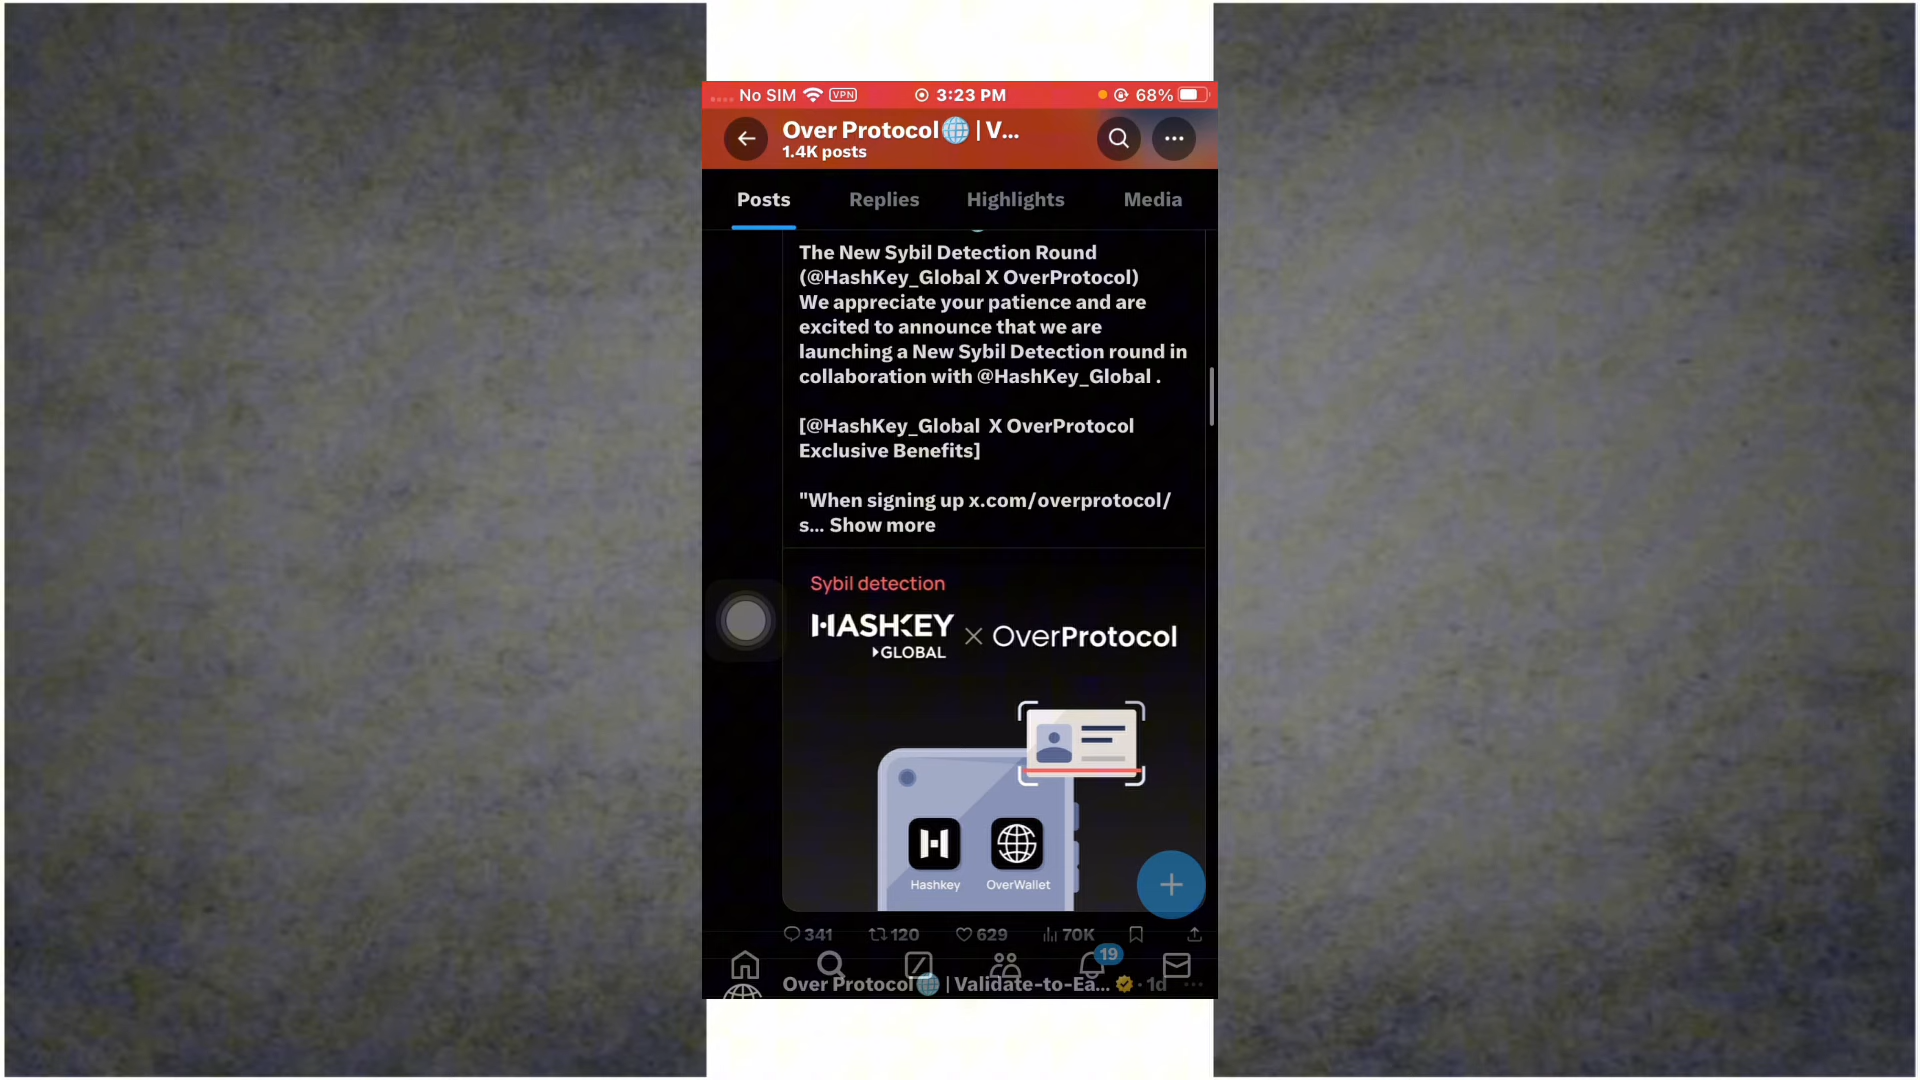 No SIM VPN 3:23 PM 68%
Over Protocol🌐 | V...
1.4K posts
Posts Replies Highlights Media
The New Sybil Detection Round
(@HashKey_Global X OverProtocol)
We appreciate your patience and are
excited to announce that we are
launching a New Sybil Detection round in
collaboration with @HashKey_Global .
[@HashKey_Global X OverProtocol
Exclusive Benefits]
"When signing up x.com/overprotocol/
s... Show more
Sybil detection
HASHKEY
GLOBAL
× OverProtocol
Hashkey OverWallet
341 120 629 70K
19
Over Protocol🌐 | Validate-to-Ea... · 1d